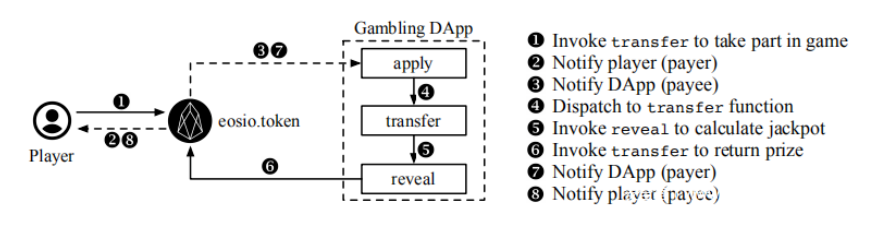 Gambling DApp
❸❼
❶ Invoke transfer to take part in game
❷ Notify player (payer)
apply
❸ Notify DApp (payee)
❹
❹ Dispatch to transfer function
❶
eosio.token
transfer
❺ Invoke reveal to calculate jackpot
❷❽
❺
❻ Invoke transfer to return prize
Player
❻
❼ Notify DApp (payer)
reveal
❽ Notify player (payee)